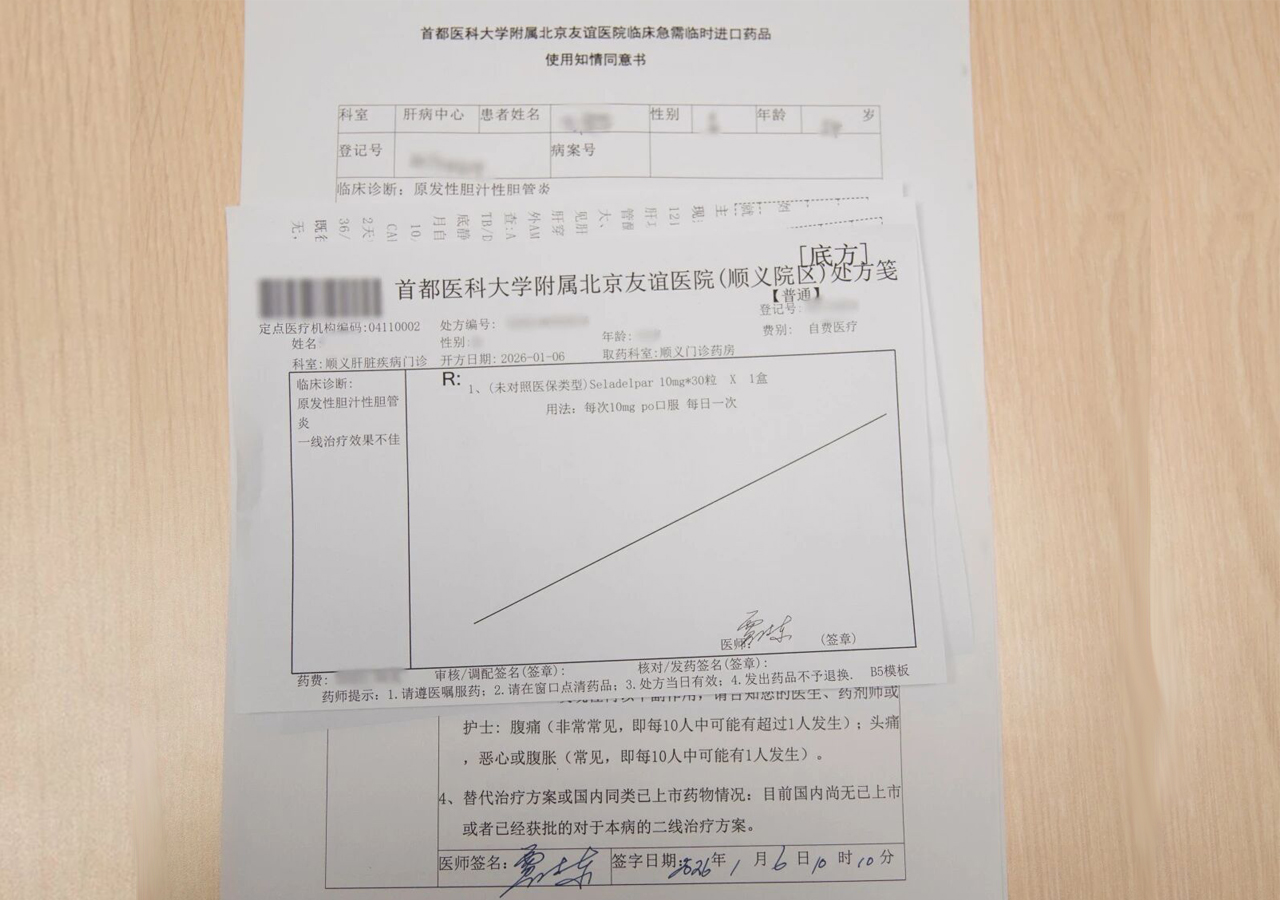 首都医科大学附属北京友谊医院临床急需临时进口药品
使用知情同意书
科室 肝病中心 患者姓名 性别 年龄 岁
登记号 病案号
临床诊断：原发性胆汁性胆管炎
[底方]
首都医科大学附属北京友谊医院(顺义院区)处方笺
【普通】
定点医疗机构编码:04110002 处方编号: 登记号:
姓名 性别: 年龄: 费别: 自费医疗
科室:顺义肝脏疾病门诊 开方日期:2026-01-06 取药科室:顺义门诊药房
临床诊断:
原发性胆汁性胆管
炎
一线治疗效果不佳
R:
1、(未对照医保类型)Seladelpar 10mg*30粒 X 1盒
用法: 每次10mg po口服 每日一次
医师: (签章)
药费: 审核/调配签名(签章): 核对/发药签名(签章):
药师提示: 1.请遵医嘱服药; 2.请在窗口点清药品; 3.处方当日有效; 4.发出药品不予退换. B5模板
护士: 腹痛（非常常见，即每10人中可能有超过1人发生）；头痛
，恶心或腹胀（常见，即每10人中可能有1人发生）。
4、替代治疗方案或国内同类已上市药物情况：目前国内尚无已上市
或者已经获批的对于本病的二线治疗方案。
医师签名: 签字日期: 2026年 1 月 6 日 10 时 10 分